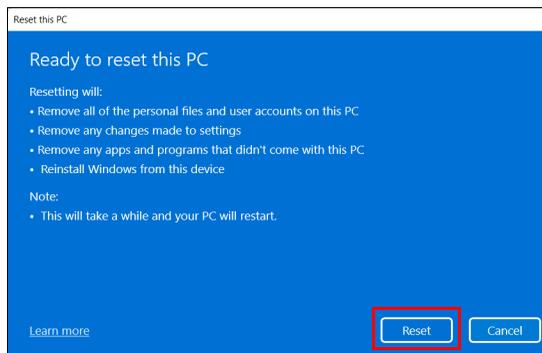 Reset this PC
Ready to reset this PC
Resetting will:
• Remove all of the personal files and user accounts on this PC
• Remove any changes made to settings
• Remove any apps and programs that didn't come with this PC
• Reinstall Windows from this device
Note:
• This will take a while and your PC will restart.
Learn more
Reset
Cancel